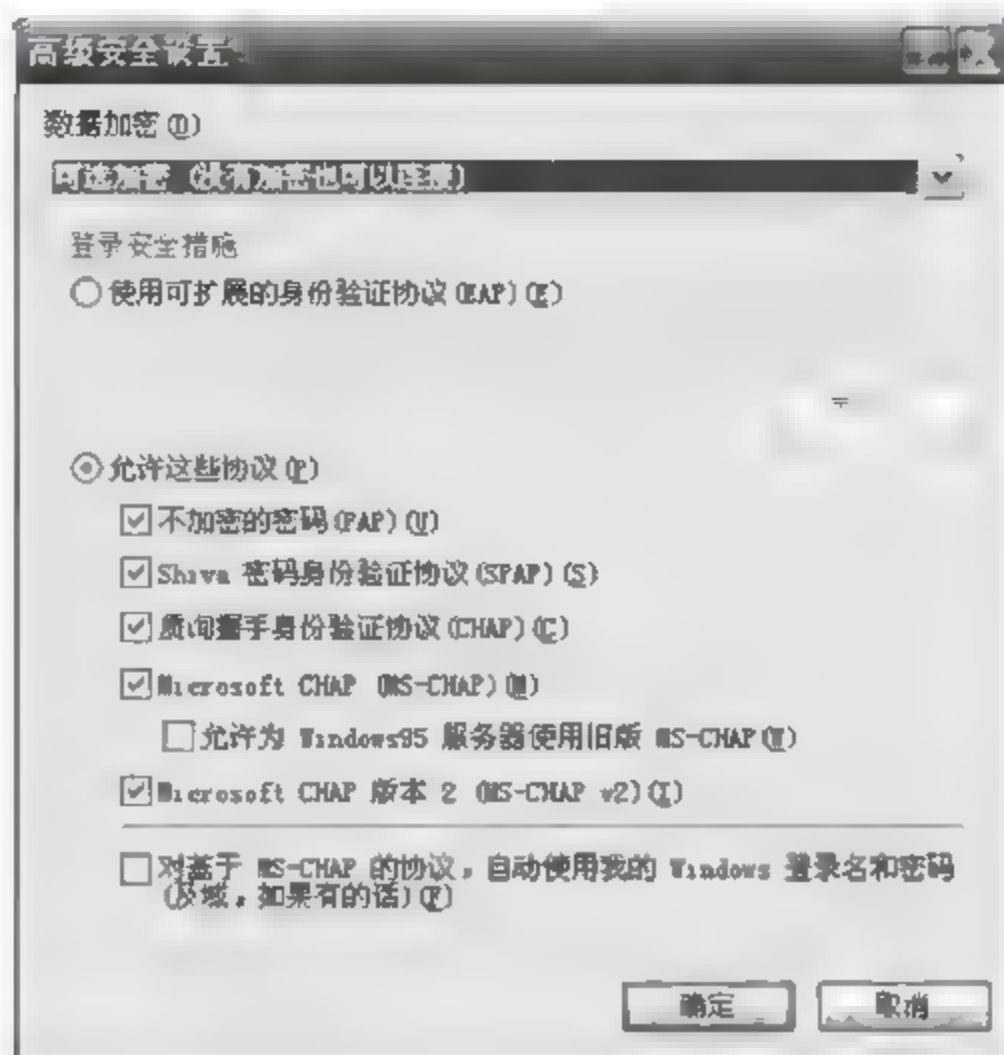 高级安全设置
数据加密(D)
可选加密 (没有加密也可以连接)
登录安全措施
使用可扩展的身份验证协议(EAP)(E)
允许这些协议(P)
不加密的密码(PAP)(U)
Shiva 密码身份验证协议(SPAP)(S)
质询握手身份验证协议(CHAP)(C)
Microsoft CHAP (MS-CHAP)(M)
允许为 Windows95 服务器使用旧版 MS-CHAP(W)
Microsoft CHAP 版本 2 (MS-CHAP v2)(I)
对基于 MS-CHAP 的协议，自动使用我的 Windows 登录名和密码
(及域，如果有的话)(F)
确定
取消